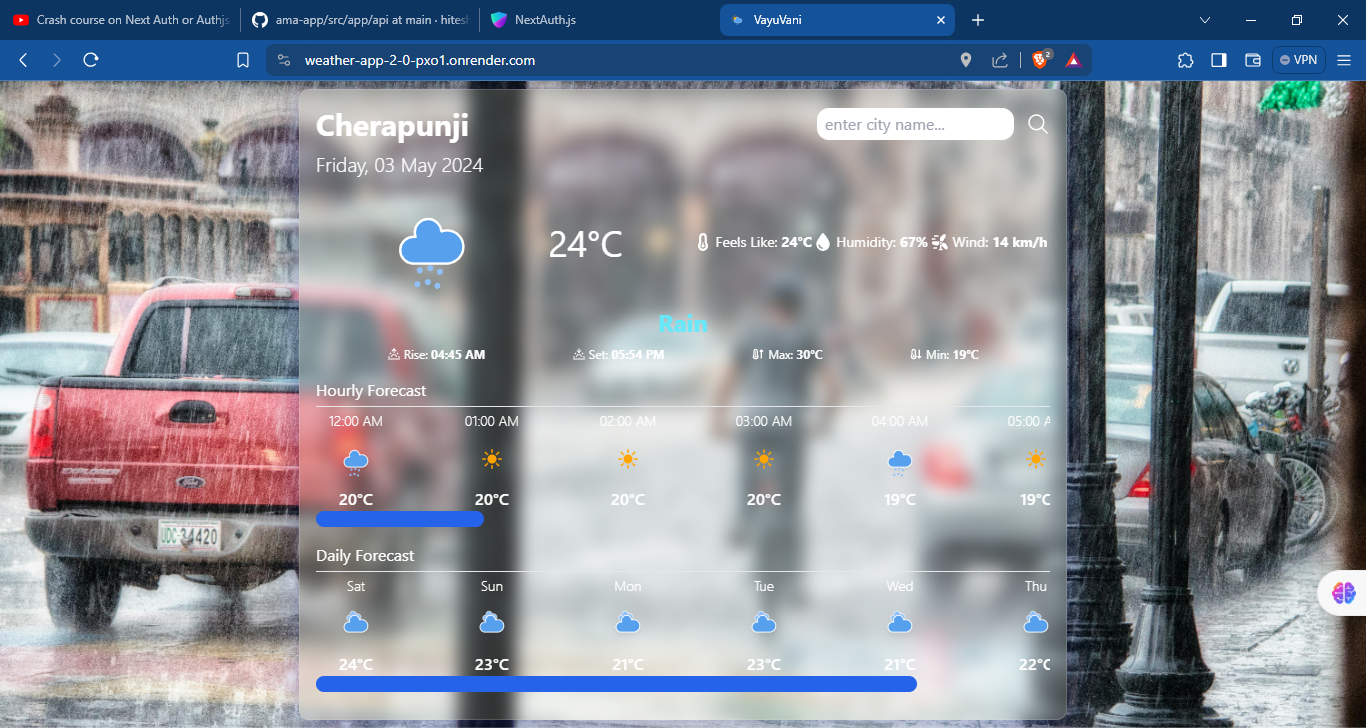 Crash course on Next Auth or Authjs
ama-app/src/app/api at main · hitesh
NextAuth.js
VayuVani
weather-app-2-0-pxo1.onrender.com
2
VPN
Cherapunji
enter city name...
Friday, 03 May 2024
24°C
Feels Like: 24°C Humidity: 67% Wind: 14 km/h
Rain
Rise: 04:45 AM Set: 05:54 PM Max: 30°C Min: 19°C
Hourly Forecast
12:00 AM 01:00 AM 02:00 AM 03:00 AM 04:00 AM 05:00 A
20°C 20°C 20°C 20°C 19°C 19°C
Daily Forecast
Sat Sun Mon Tue Wed Thu
24°C 23°C 21°C 23°C 21°C 22°C
EXPLORER
Ford